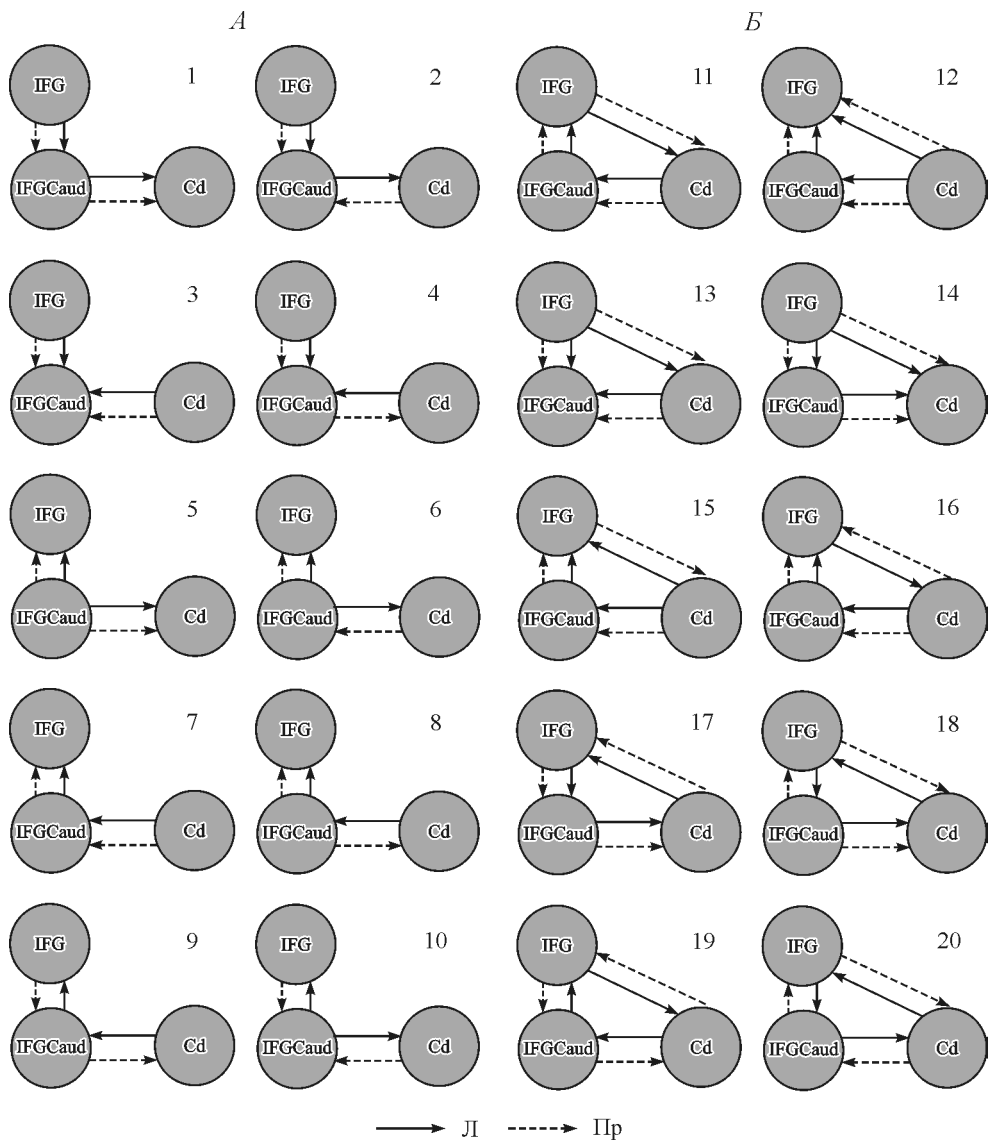 А Б
IFG 1 IFG 2 IFG 11 IFG 12
IFGCaud Cd IFGCaud Cd IFGCaud Cd IFGCaud Cd
IFG 3 IFG 4 IFG 13 IFG 14
IFGCaud Cd IFGCaud Cd IFGCaud Cd IFGCaud Cd
IFG 5 IFG 6 IFG 15 IFG 16
IFGCaud Cd IFGCaud Cd IFGCaud Cd IFGCaud Cd
IFG 7 IFG 8 IFG 17 IFG 18
IFGCaud Cd IFGCaud Cd IFGCaud Cd IFGCaud Cd
IFG 9 IFG 10 IFG 19 IFG 20
IFGCaud Cd IFGCaud Cd IFGCaud Cd IFGCaud Cd
Л Пр